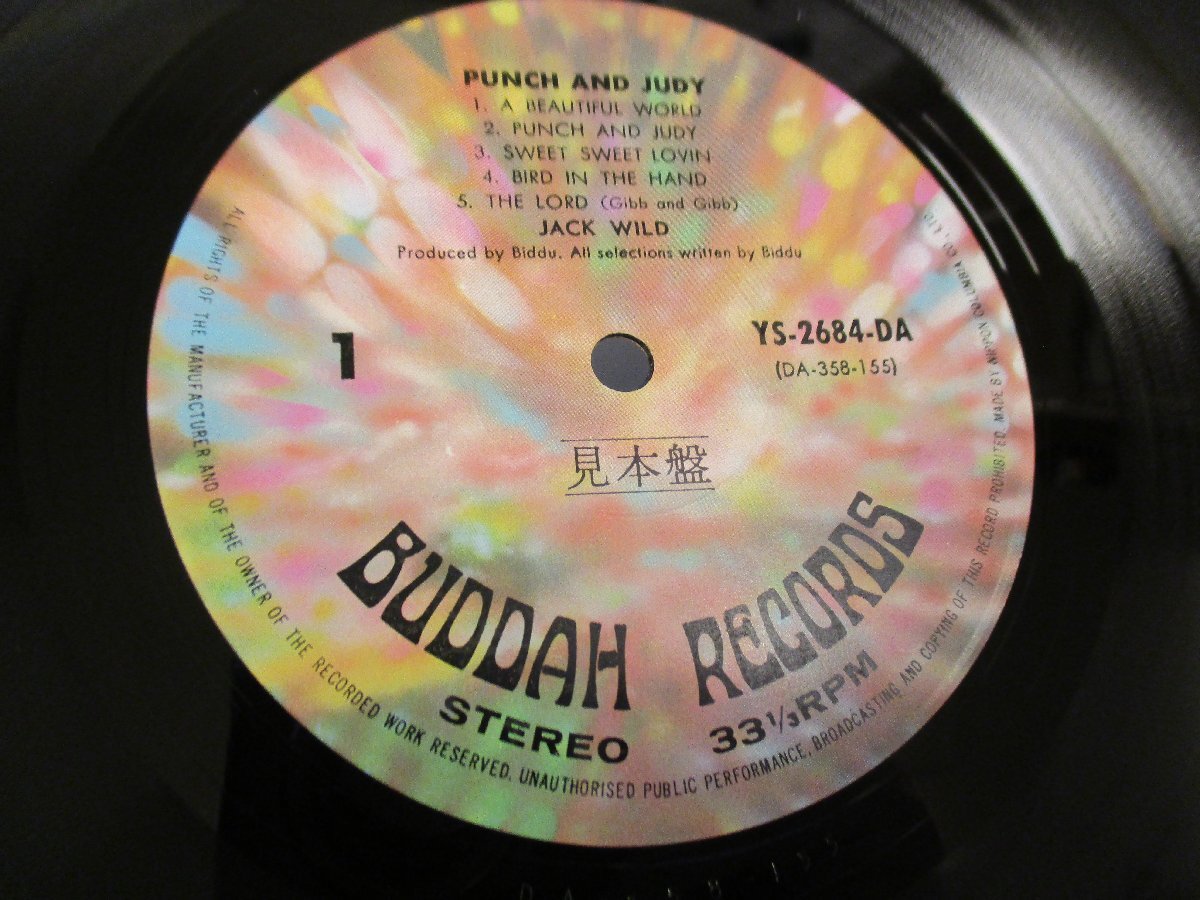 PUNCH AND JUDY
1. A BEAUTIFUL WORLD
2. PUNCH AND JUDY
3. SWEET SWEET LOVIN
4. BIRD IN THE HAND
5. THE LORD (Gibb and Gibb)
JACK WILD
Produced by Biddu. All selections written by Biddu
1
YS-2684-DA
(DA-358-155)
見本盤
BUDDAH RECORDS
STEREO 33 1/3 RPM
ALL RIGHTS OF THE MANUFACTURER AND OF THE OWNER OF THE RECORDED WORK RESERVED. UNAUTHORISED PUBLIC PERFORMANCE, BROADCASTING AND COPYING OF THIS RECORD PROHIBITED. MADE BY NIPPON COLUMBIA CO., LTD.